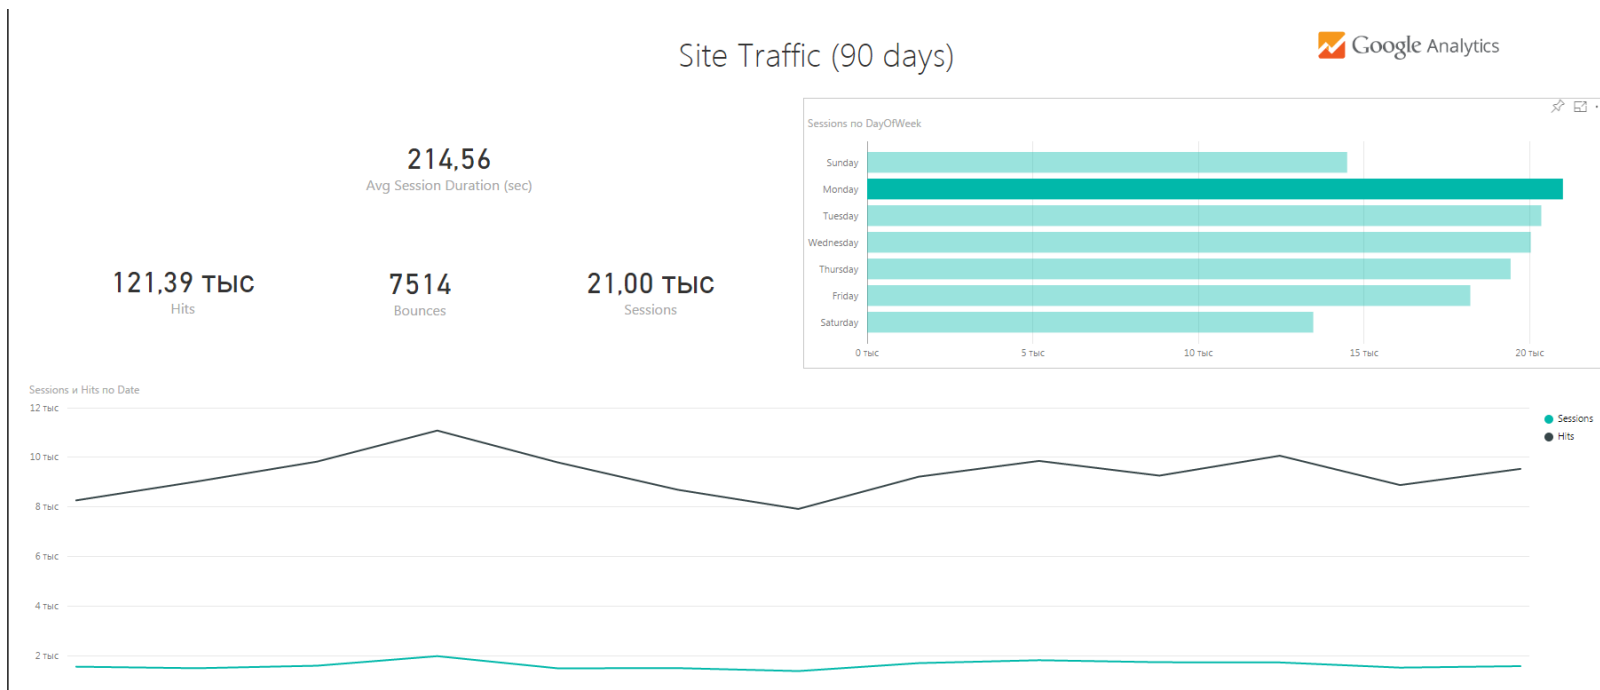 Site Traffic (90 days)
Google Analytics
214,56
Avg Session Duration (sec)
121,39 тыс
Hits
7514
Bounces
21,00 тыс
Sessions
Sessions по DayOfWeek
Sunday
Monday
Tuesday
Wednesday
Thursday
Friday
Saturday
0 тыс
5 тыс
10 тыс
15 тыс
20 тыс
Sessions и Hits по Date
12 тыс
10 тыс
8 тыс
6 тыс
4 тыс
2 тыс
Sessions
Hits